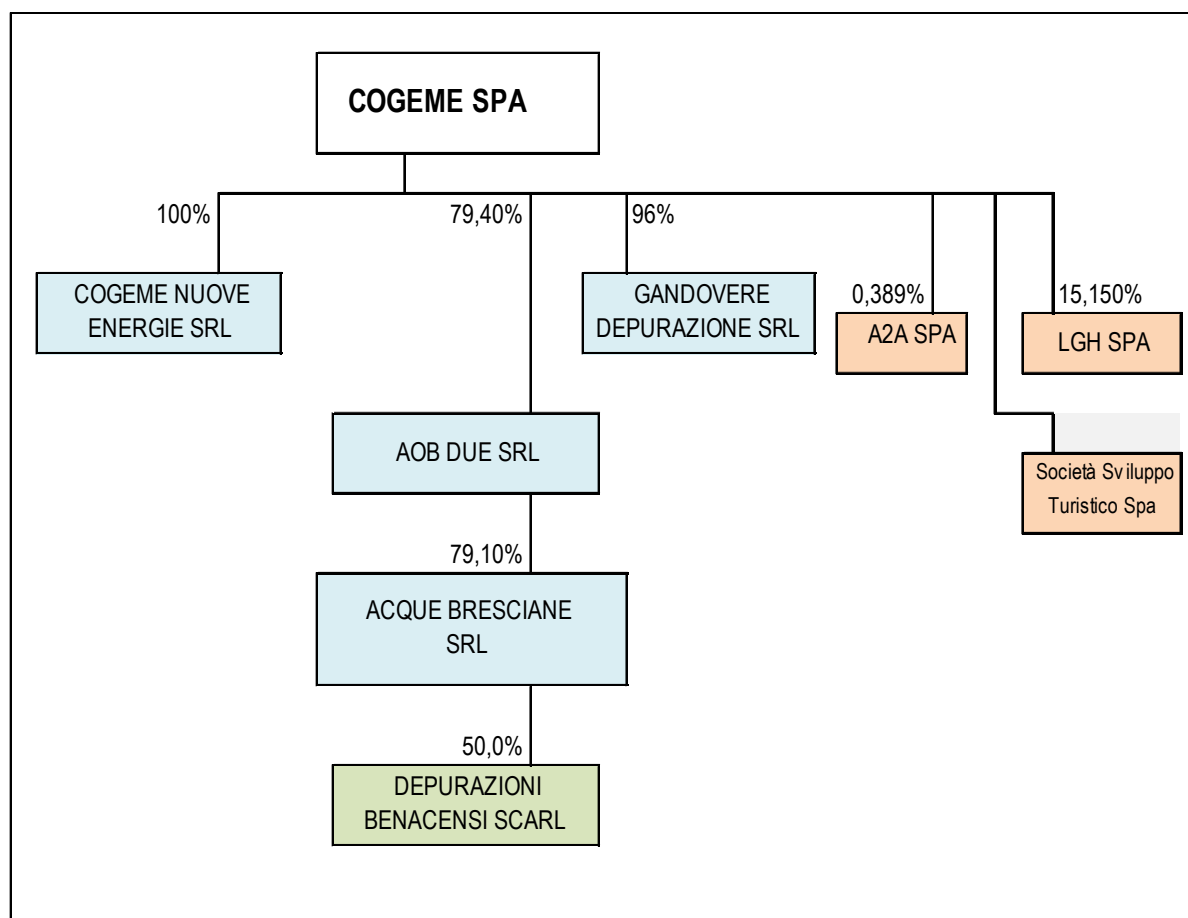 COGEME SPA
100%
79,40%
96%
COGEME NUOVE
ENERGIE SRL
GANDOVERE
DEPURAZIONE SRL
0,389%
A2A SPA
15,150%
LGH SPA
AOB DUE SRL
Società Sviluppo
Turistico Spa
79,10%
ACQUE BRESCIANE
SRL
50,0%
DEPURAZIONI
BENACENSI SCARL